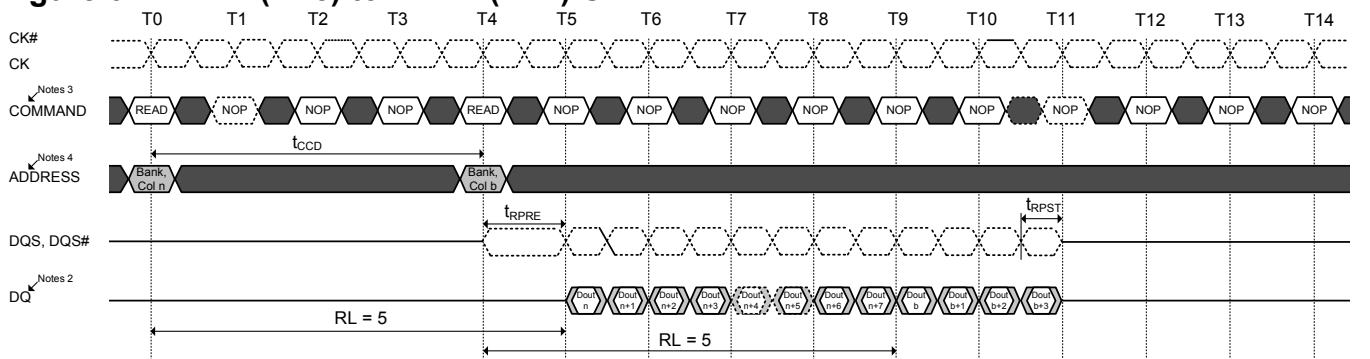 T0 T1 T2 T3 T4 T5 T6 T7 T8 T9 T10 T11 T12 T13 T14
CK#
CK
Notes 3
COMMAND READ NOP NOP NOP READ NOP NOP NOP NOP NOP NOP NOP NOP NOP NOP
tCCD
Notes 4
ADDRESS Bank, Col n Bank, Col b
tRPRE tRPST
DQS, DQS#
Notes 2
DQ Dout n Dout n+1 Dout n+2 Dout n+3 Dout n+4 Dout n+5 Dout n+6 Dout n+7 Dout b Dout b+1 Dout b+2 Dout b+3
RL = 5
RL = 5